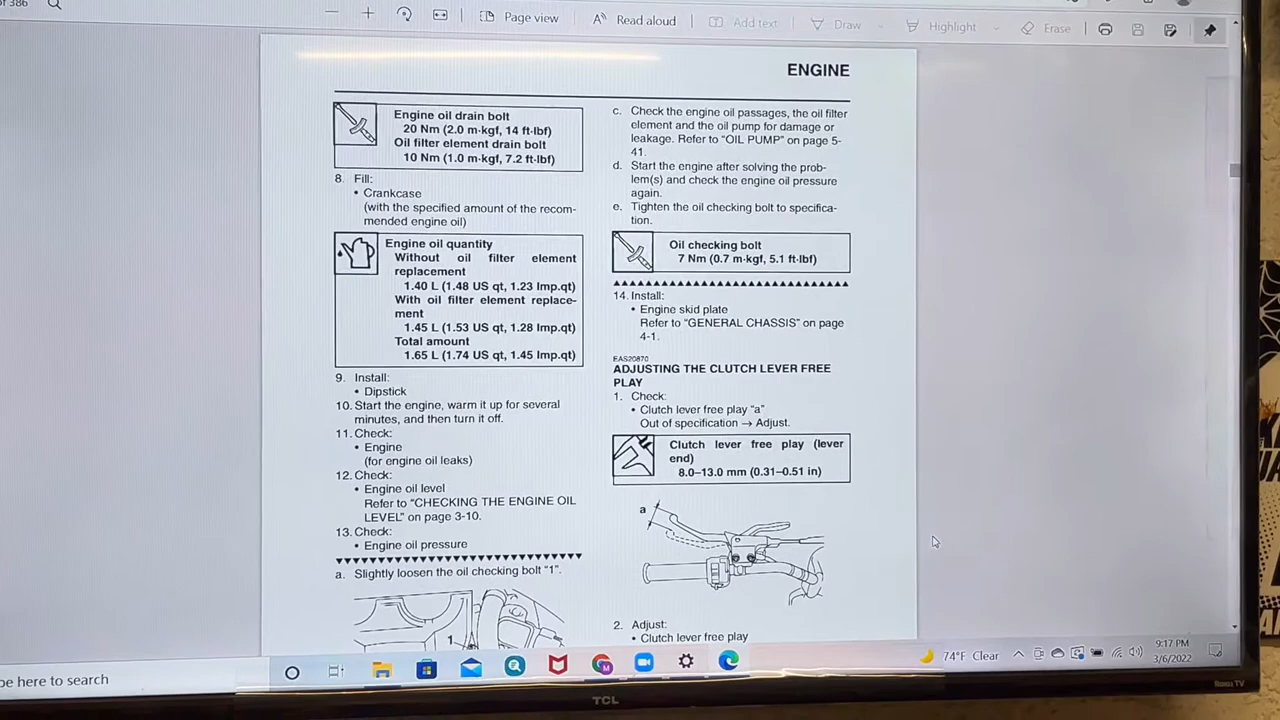 of 386
Page view
Read aloud
Add text
Draw
Highlight
Erase
ENGINE
Engine oil drain bolt
20 Nm (2.0 m·kgf, 14 ft·lbf)
Oil filter element drain bolt
10 Nm (1.0 m·kgf, 7.2 ft·lbf)
8. Fill:
• Crankcase
(with the specified amount of the recom-
mended engine oil)
Engine oil quantity
Without oil filter element
replacement
1.40 L (1.48 US qt, 1.23 Imp.qt)
With oil filter element replace-
ment
1.45 L (1.53 US qt, 1.28 Imp.qt)
Total amount
1.65 L (1.74 US qt, 1.45 Imp.qt)
9. Install:
• Dipstick
10. Start the engine, warm it up for several
minutes, and then turn it off.
11. Check:
• Engine
(for engine oil leaks)
12. Check:
• Engine oil level
Refer to “CHECKING THE ENGINE OIL
LEVEL” on page 3-10.
13. Check:
• Engine oil pressure
a. Slightly loosen the oil checking bolt “1”.
1
c. Check the engine oil passages, the oil filter
element and the oil pump for damage or
leakage. Refer to “OIL PUMP” on page 5-
41.
d. Start the engine after solving the prob-
lem(s) and check the engine oil pressure
again.
e. Tighten the oil checking bolt to specifica-
tion.
Oil checking bolt
7 Nm (0.7 m·kgf, 5.1 ft·lbf)
14. Install:
• Engine skid plate
Refer to “GENERAL CHASSIS” on page
4-1.
EAS20870
ADJUSTING THE CLUTCH LEVER FREE
PLAY
1. Check:
• Clutch lever free play “a”
Out of specification → Adjust.
Clutch lever free play (lever
end)
8.0–13.0 mm (0.31–0.51 in)
a
2. Adjust:
• Clutch lever free play
pe here to search
74°F Clear
9:17 PM
3/6/2022
TCL
Roku TV